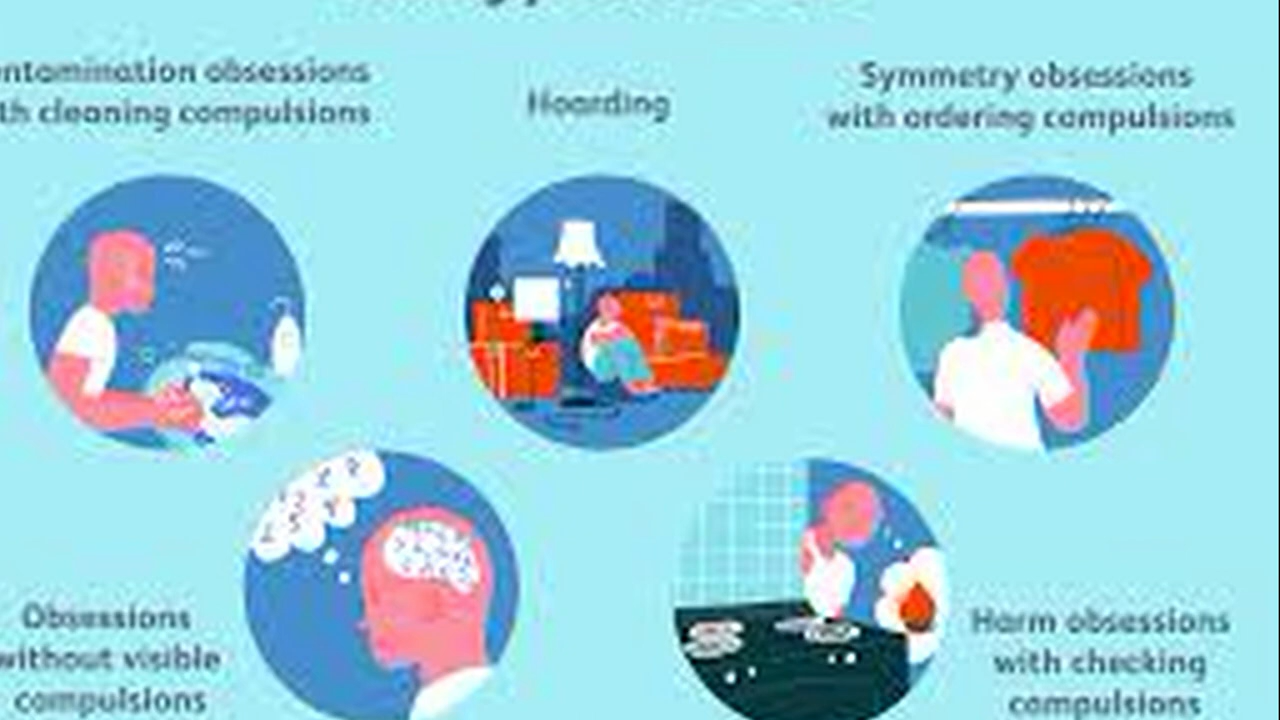 ntamination obsessions
th cleaning compulsions
Hoarding
Symmetry obsessions
with ordering compulsions
Obsessions
without visible
compulsions
Harm obsessions
with checking
compulsions